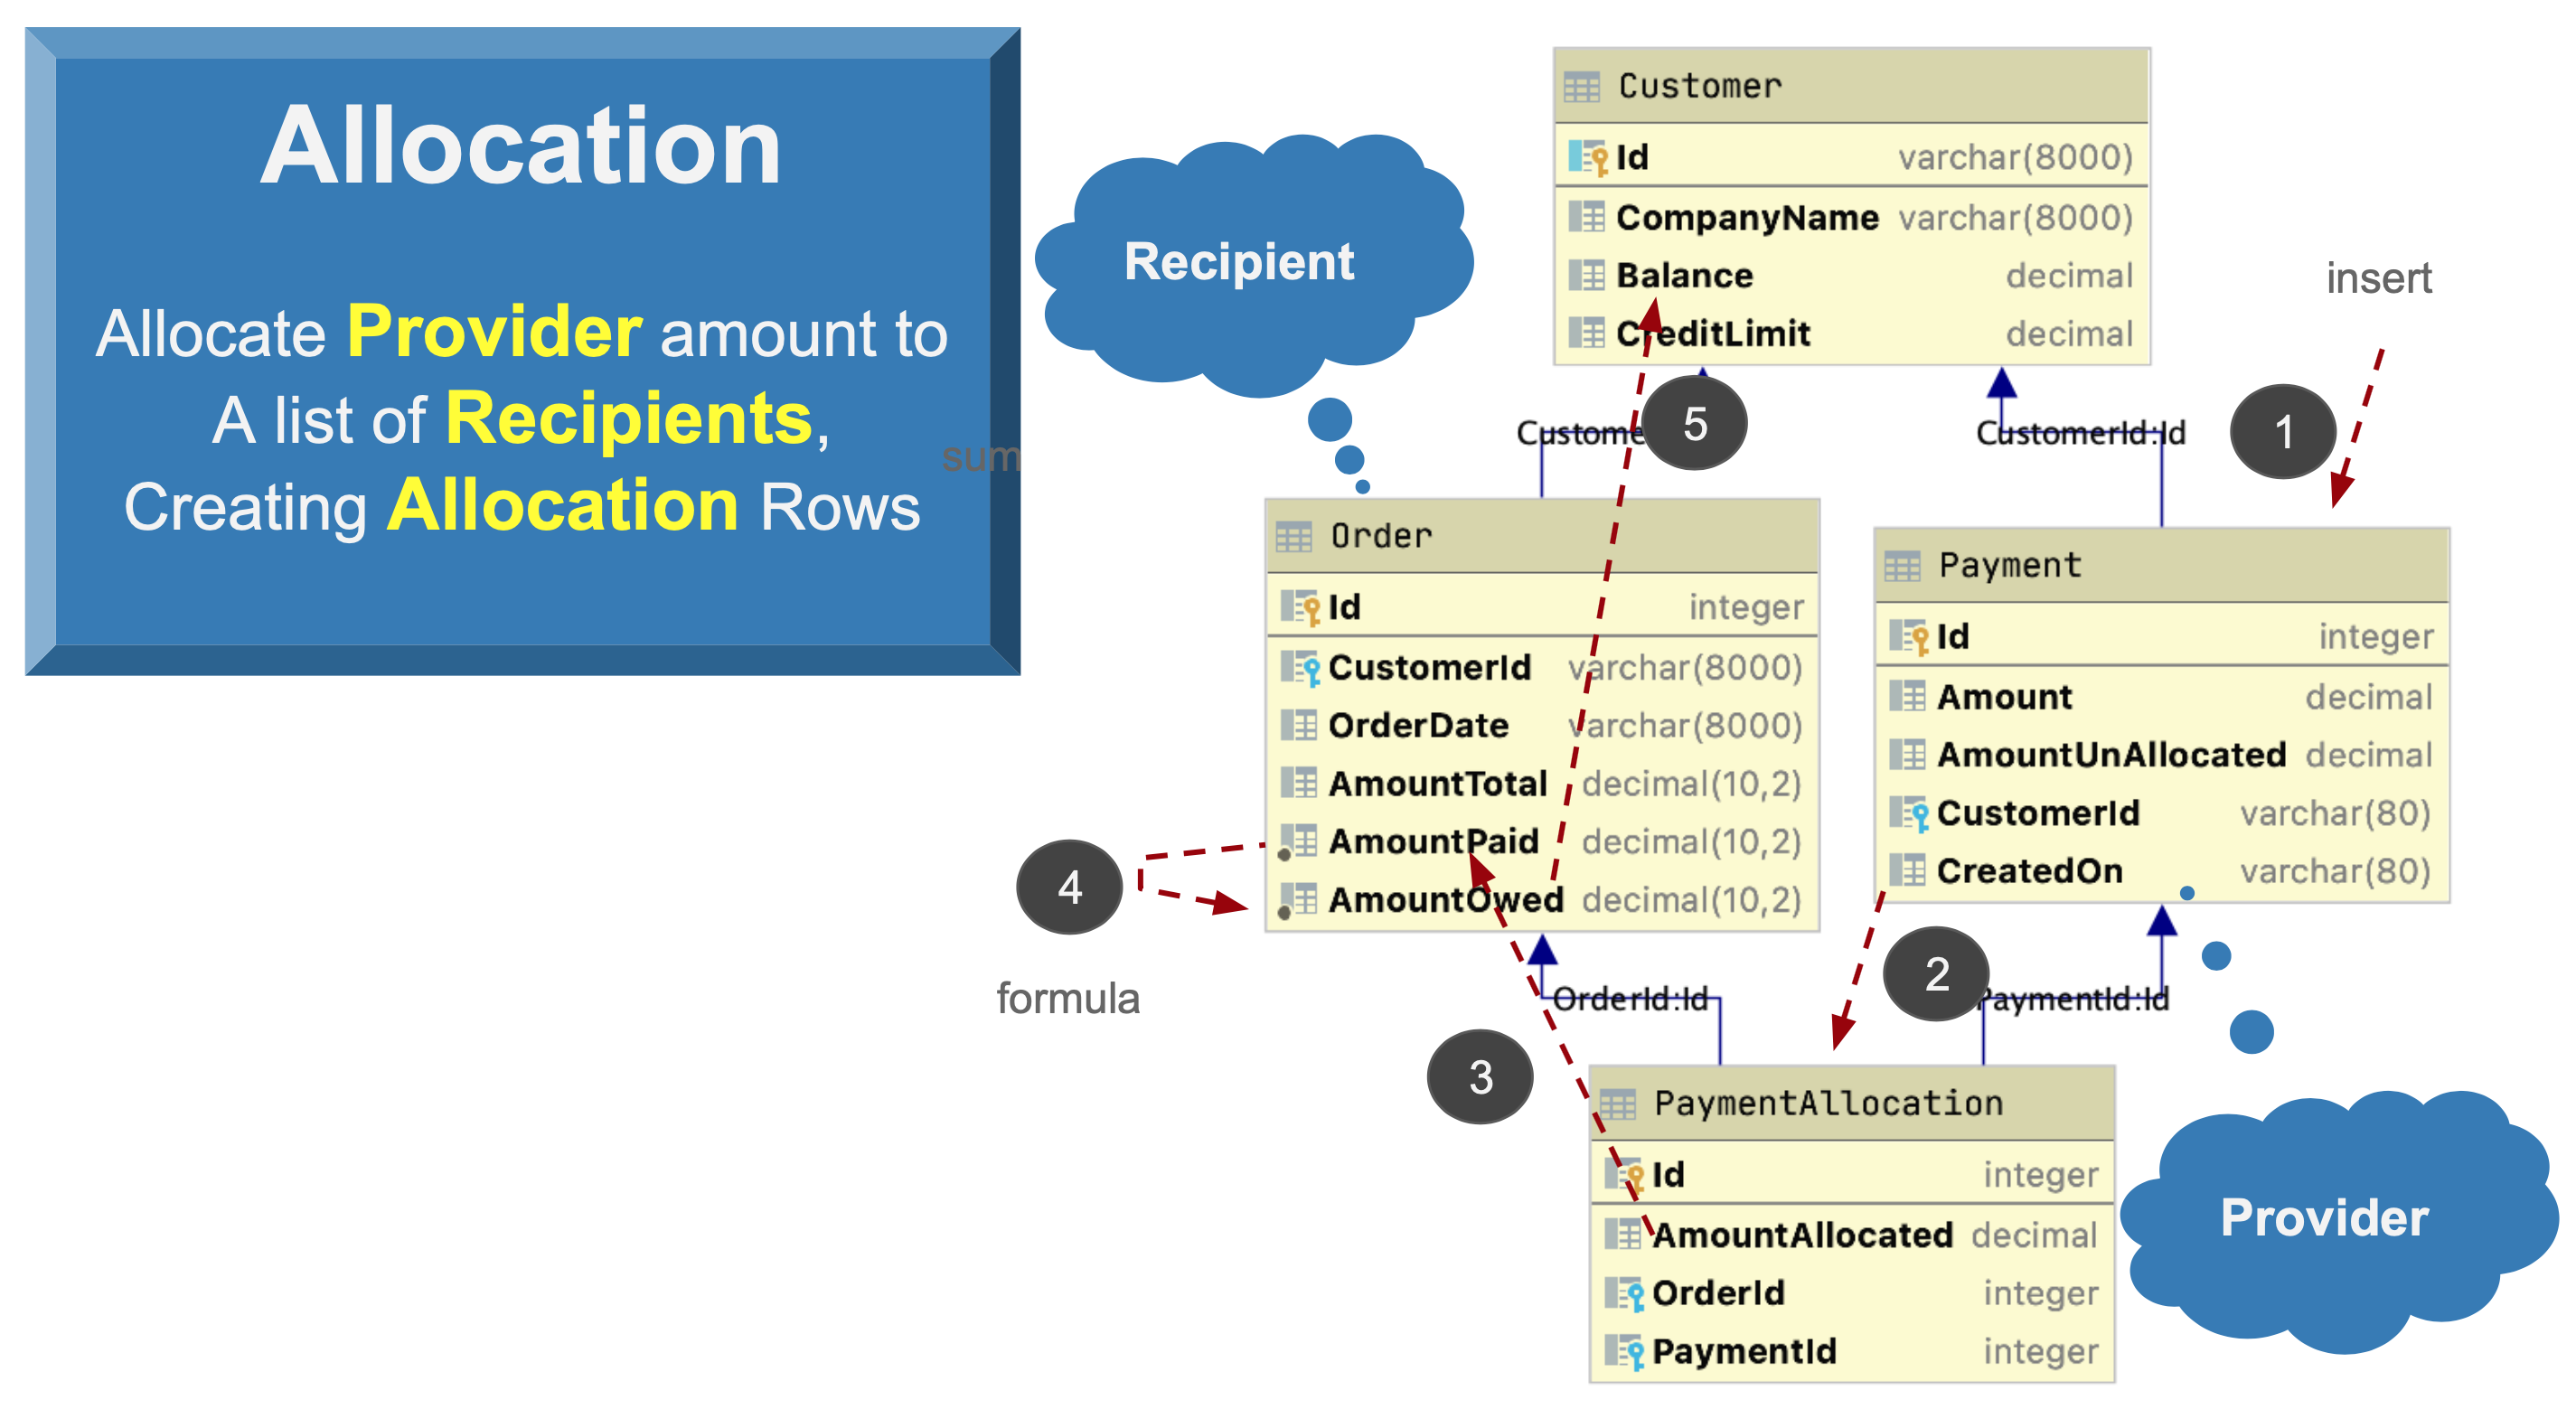 Allocation
Allocate Provider amount to
A list of Recipients,
Creating Allocation Rows
sum
Recipient
Customer
Id varchar(8000)
CompanyName varchar(8000)
Balance decimal
CreditLimit decimal
insert
1
5
Custome
CustomerId:Id
Order
Id integer
CustomerId varchar(8000)
OrderDate varchar(8000)
AmountTotal decimal(10,2)
AmountPaid decimal(10,2)
AmountOwed decimal(10,2)
Payment
Id integer
Amount decimal
AmountUnAllocated decimal
CustomerId varchar(80)
CreatedOn varchar(80)
4
formula
2
OrderId:Id
PaymentId:Id
3
PaymentAllocation
Id integer
AmountAllocated decimal
OrderId integer
PaymentId integer
Provider